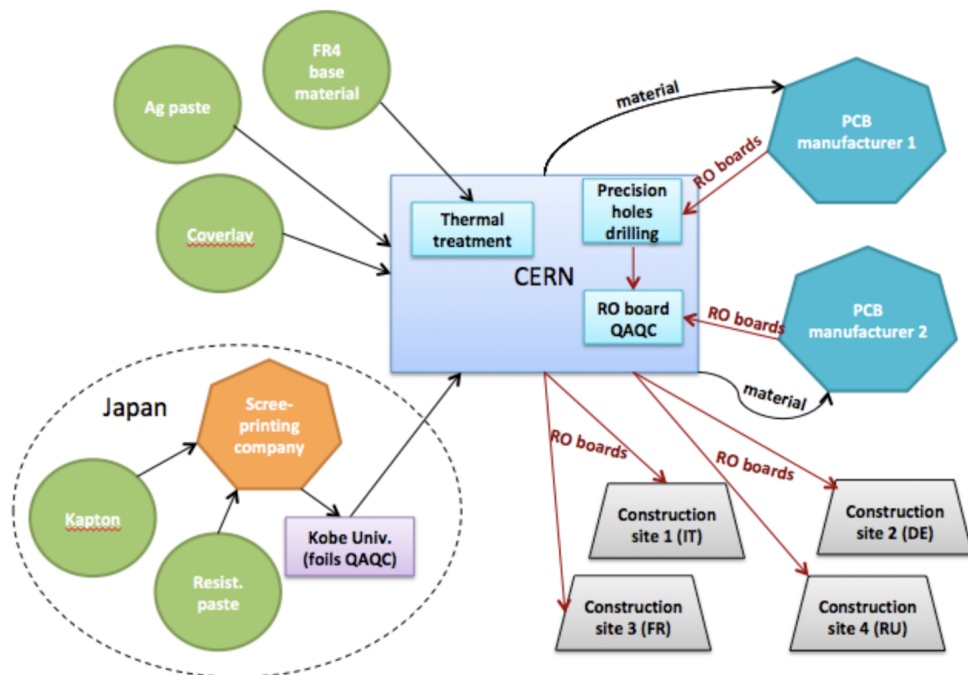 FR4
base
material
Ag paste
Coverlay
material
PCB
manufacturer 1
RO boards
Thermal
treatment
Precision
holes
drilling
CERN
RO board
QAQC
RO boards
PCB
manufacturer 2
material
Japan
Scree-
printing
company
Kapton
Resist.
paste
Kobe Univ.
(foils QAQC)
RO boards
RO boards
Construction
site 1 (IT)
Construction
site 2 (DE)
Construction
site 3 (FR)
Construction
site 4 (RU)